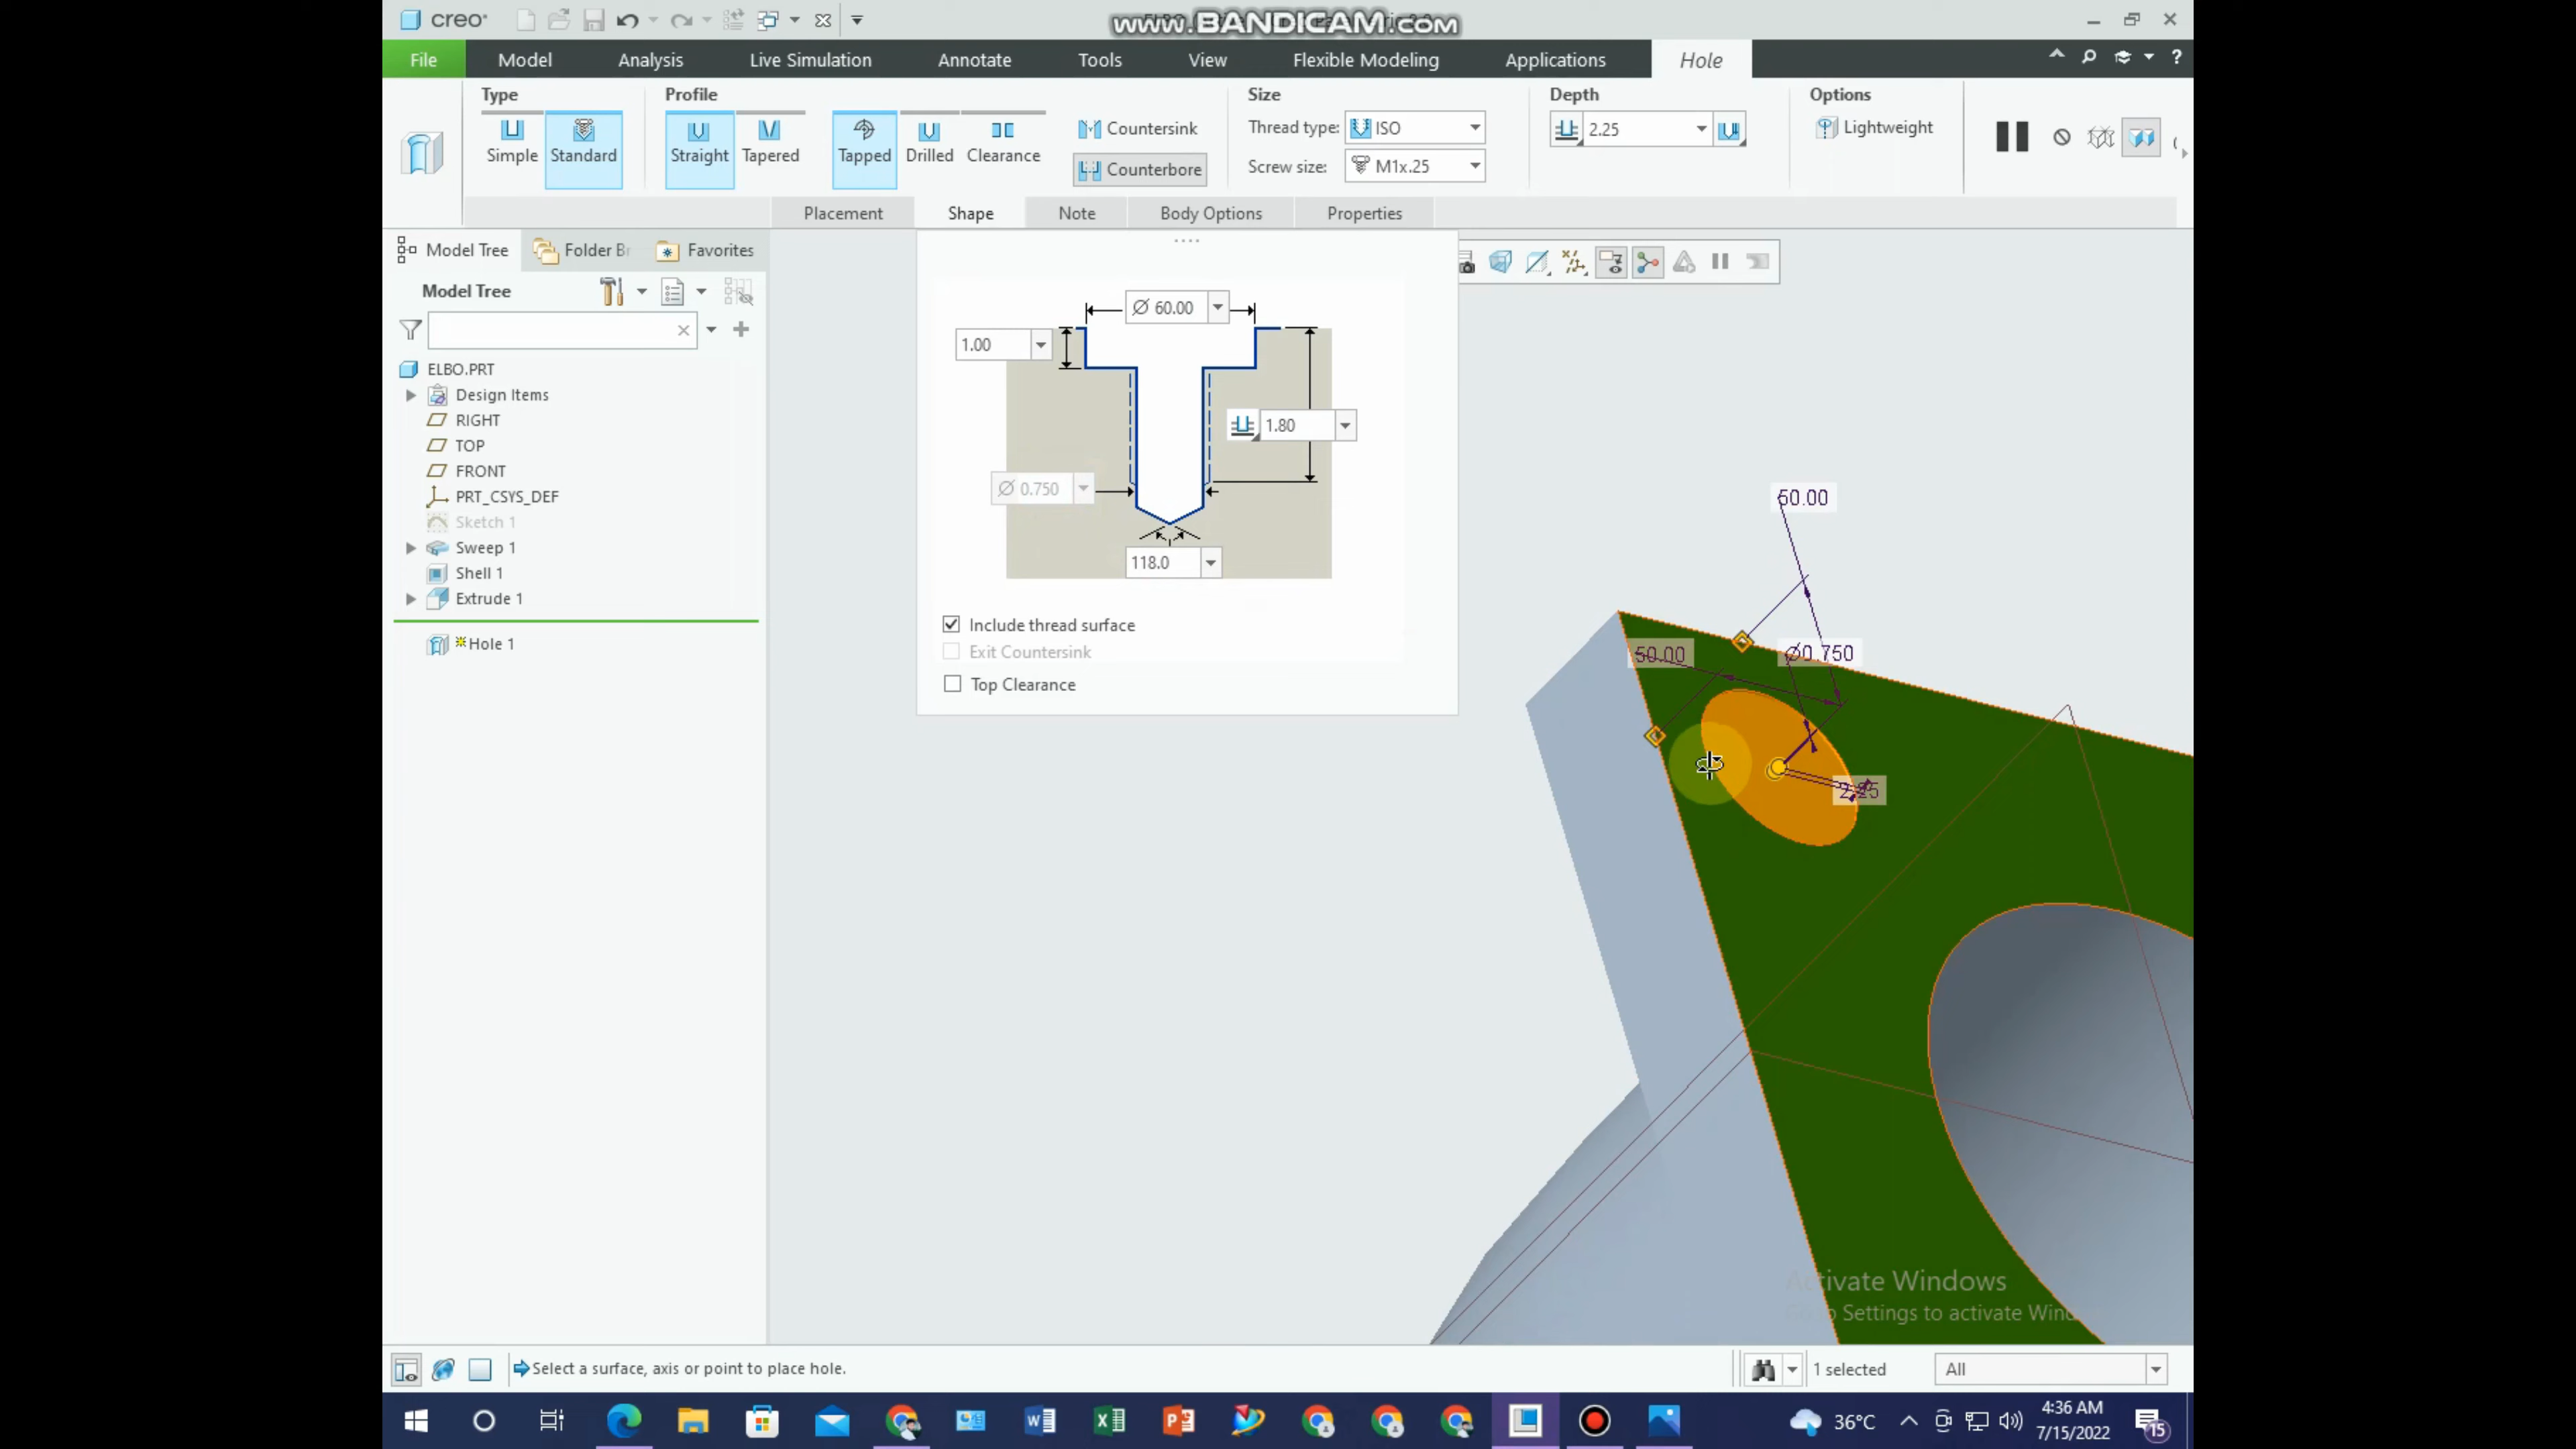 creo
www.BANDICAM.com
File Model Analysis Live Simulation Annotate Tools View Flexible Modeling Applications Hole
Type Profile Size Depth Options
Simple Standard Straight Tapered Tapped Drilled Clearance Countersink Counterbore
Thread type: ISO
Screw size: M1x.25
2.25
Lightweight
Placement Shape Note Body Options Properties
Model Tree Folder Br Favorites
Model Tree
ELBO.PRT
Design Items
RIGHT
TOP
FRONT
PRT_CSYS_DEF
Sketch 1
Sweep 1
Shell 1
Extrude 1
Hole 1
Ø 60.00
1.00
1.80
Ø 0.750
118.0
Include thread surface
Exit Countersink
Top Clearance
50.00
50.00
Ø0.750
2.25
Activate Windows
Settings to activate
Select a surface, axis or point to place hole.
1 selected
All
36°C
4:36 AM
7/15/2022
15